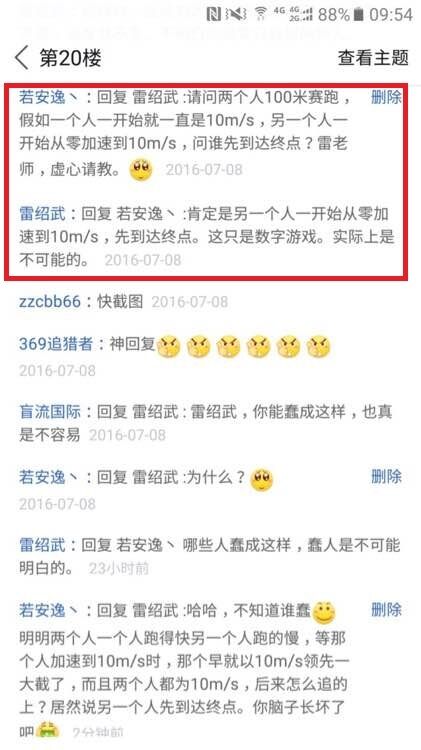 4G 4G 2G 88% 09:54
第20楼 查看主题
若安逸丶：回复 雷绍武 :请问两个人100米赛跑， 删除
假如一个人一开始就一直是10m/s，另一个人一
开始从零加速到10m/s，问谁先到达终点？雷老
师，虚心请教。 2016-07-08
雷绍武：回复 若安逸丶 :肯定是另一个人一开始从零加
速到10m/s，先到达终点。这只是数字游戏。实际上是
不可能的。 2016-07-08
zzcbb66：快截图 2016-07-08
369追猎者：神回复
2016-07-08
盲流国际：回复 雷绍武 : 雷绍武，你能蠢成这样，也真
是不容易 2016-07-08
若安逸丶：回复 雷绍武 :为什么？ 删除
2016-07-08
雷绍武：回复 若安逸丶 哪些人蠢成这样，蠢人是不可能
明白的。 23小时前
若安逸丶：回复 雷绍武 :哈哈，不知道谁蠢 删除
明明两个人一个人跑得快另一个人跑的慢，等那
个人加速到10m/s时，那个早就以10m/s领先一
大截了，而且两个人都为10m/s，后来怎么追的
上？居然说另一个人先到达终点。你脑子长坏了
吧 2分钟前